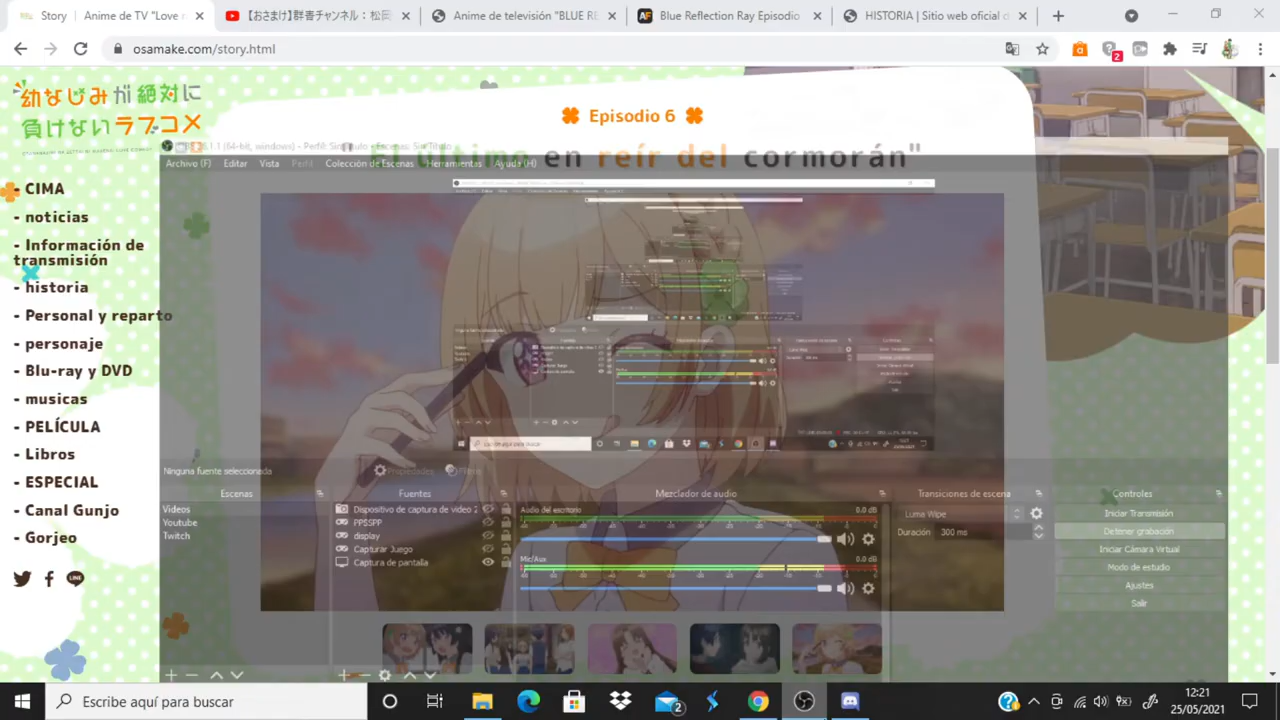 Story
Anime de TV "Love r
【おさまけ】群青チャンネル：松岡
Anime de televisión "BLUE RE
Blue Reflection Ray Episodio
HISTORIA | Sitio web oficial d
osamake.com/story.html
2
幼なじみが絶対に
負けないラブコメ
Episodio 6
en reír del cormorán"
- CIMA
- noticias
- Información de
transmisión
- historia
- Personal y reparto
- personaje
- Blu-ray y DVD
- musicas
- PELÍCULA
- Libros
- ESPECIAL
- Canal Gunjo
- Gorjeo
Archivo (F) Editar Vista Perfil Colección de Escenas Herramientas Ayuda (H)
Ninguna fuente seleccionada
Propiedades
Filtros
Escenas
Videos
Youtube
Twitch
Fuentes
Dispositivo de captura de video 2
PP$SPP
display
Capturar Juego
Captura de pantalla
Mezclador de audio
Audio del escritorio 0.0 dB
Mic/Aux 0.0 dB
Transiciones de escena
Luma Wipe
Duración 300 ms
Controles
Iniciar Transmisión
Detener grabación
Iniciar Cámara Virtual
Modo de estudio
Ajustes
Salir
Escribe aquí para buscar
2
12:21
25/05/2021